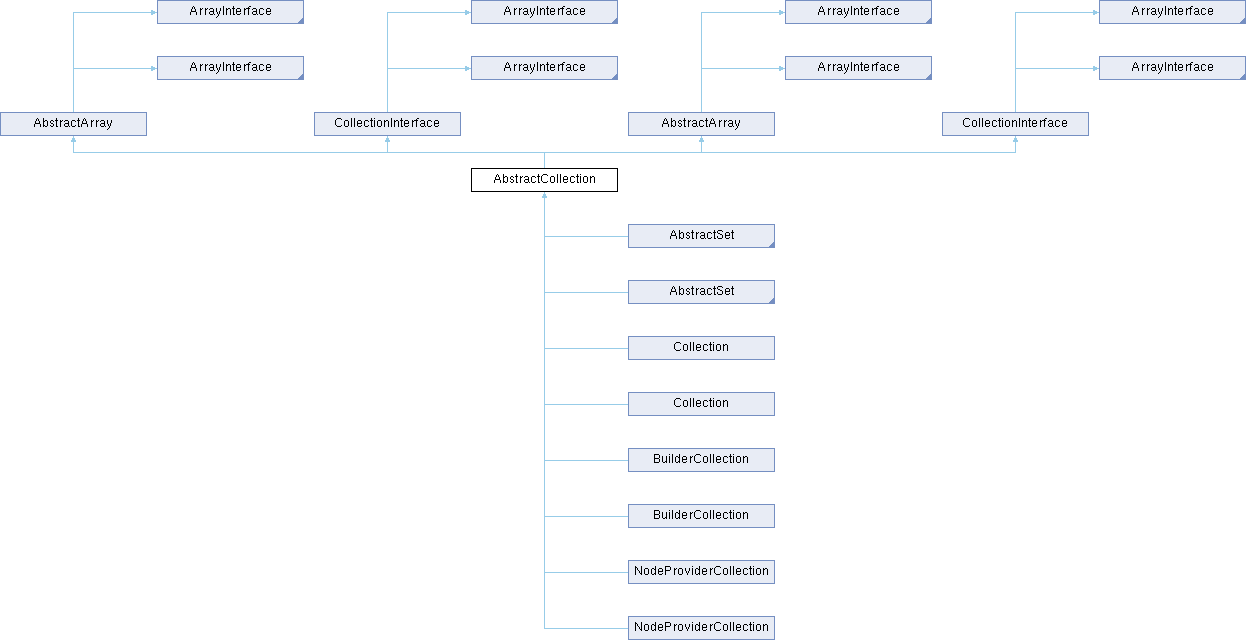 ArrayInterface
ArrayInterface
ArrayInterface
ArrayInterface
ArrayInterface
ArrayInterface
ArrayInterface
ArrayInterface
AbstractArray
CollectionInterface
AbstractArray
CollectionInterface
AbstractCollection
AbstractSet
AbstractSet
Collection
Collection
BuilderCollection
BuilderCollection
NodeProviderCollection
NodeProviderCollection